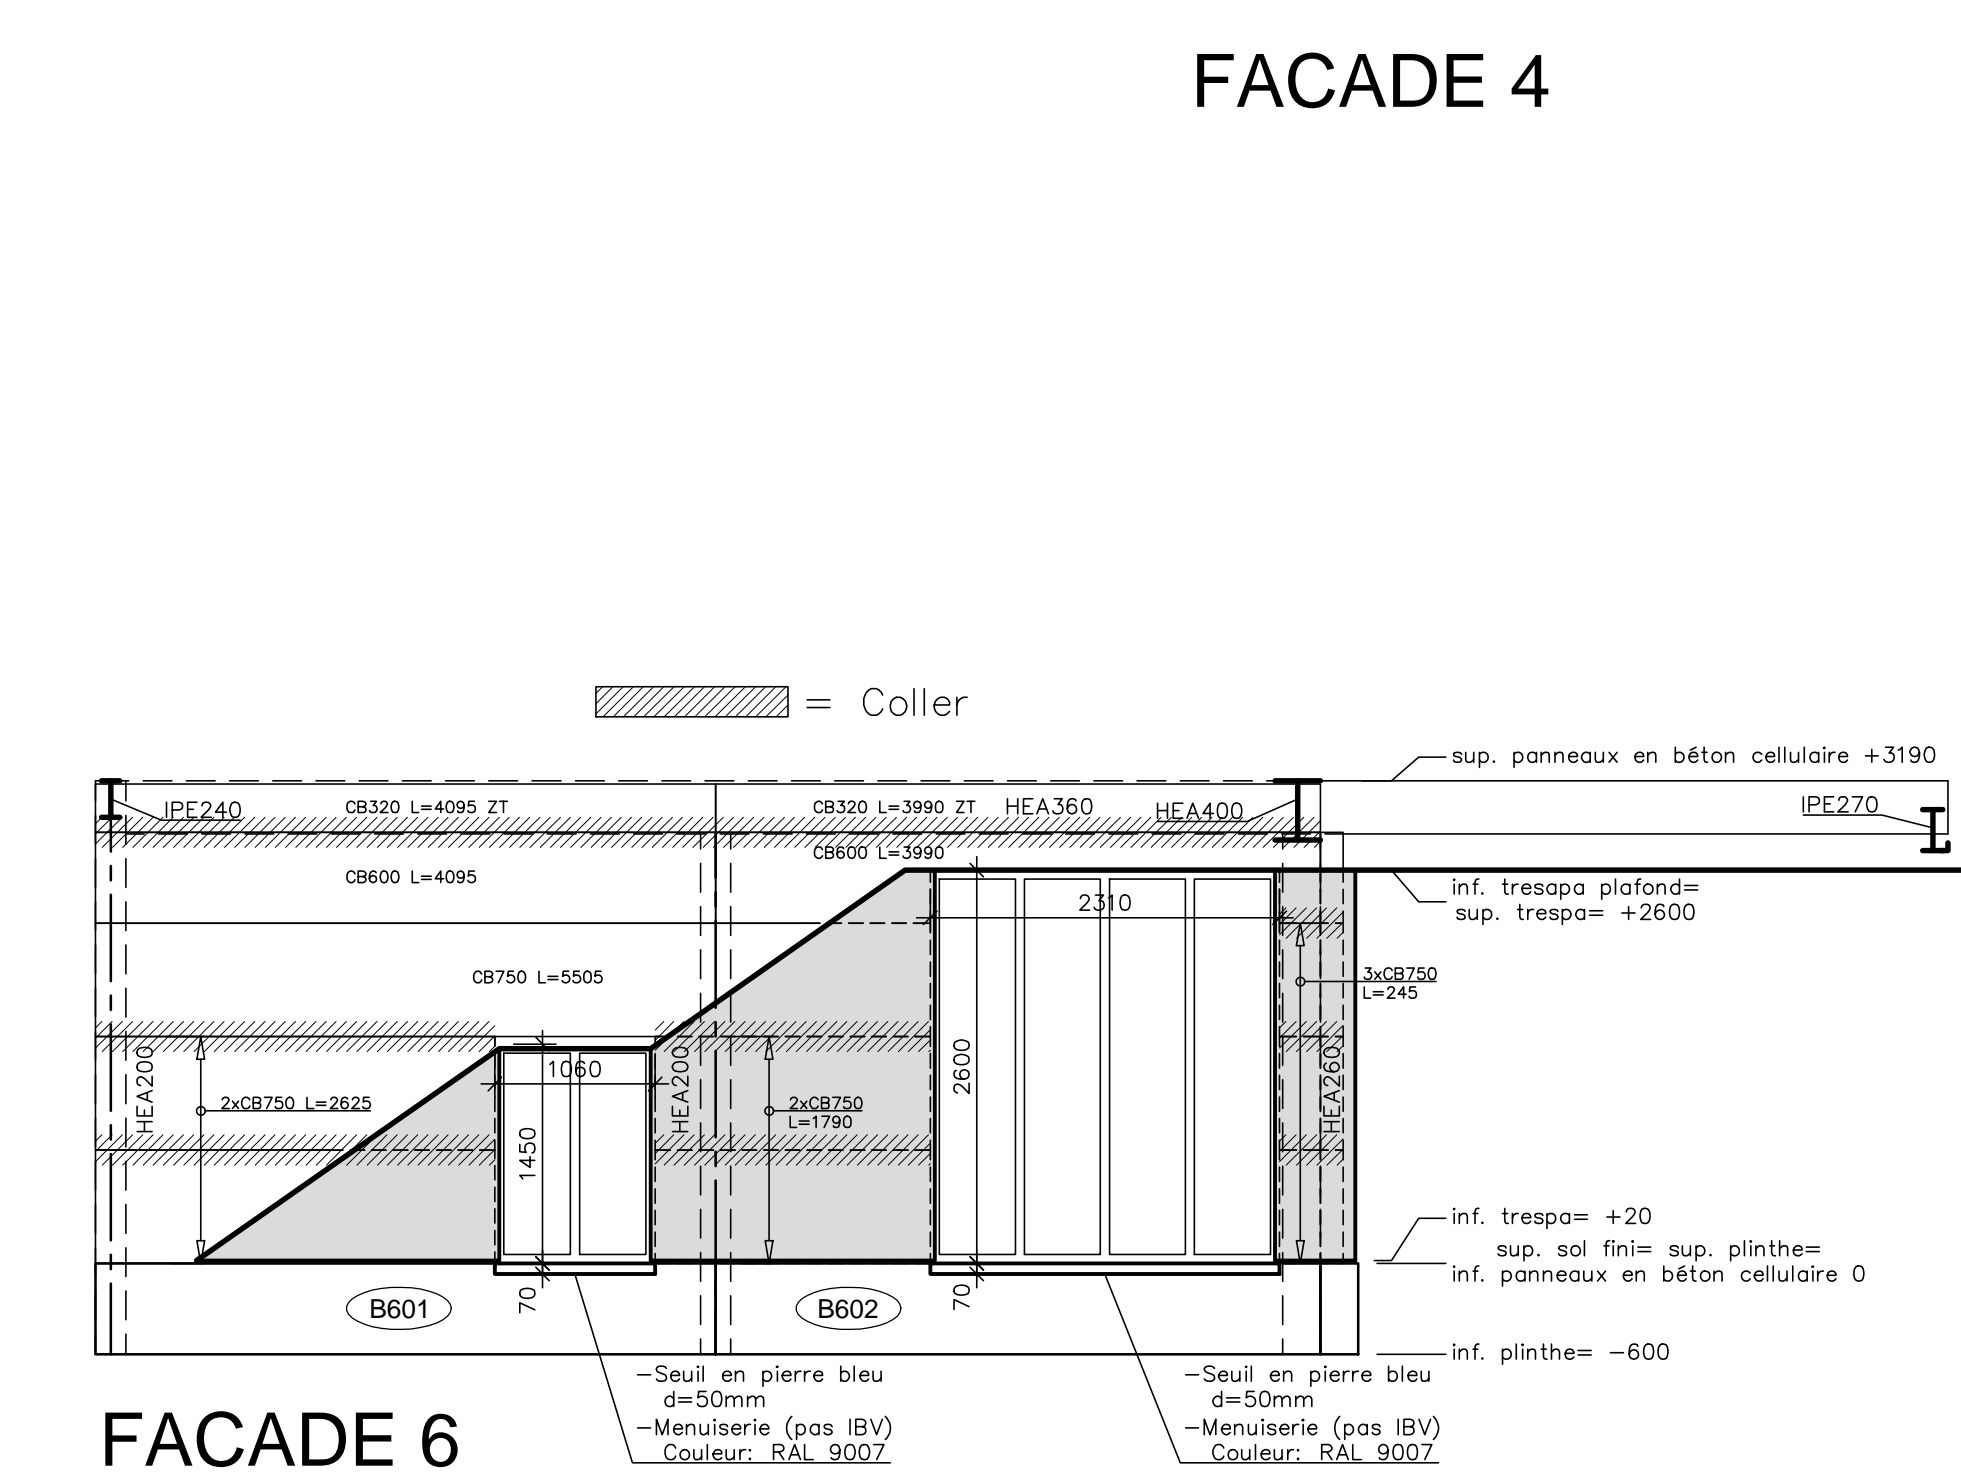 FACADE 4
= Coller
sup. panneaux en béton cellulaire +3190
IPE240
CB320 L=4095 ZT
CB320 L=3990 ZT
HEA360
HEA400
IPE270
CB600 L=4095
CB600 L=3990
inf. tresapa plafond=
sup. trespa= +2600
2310
CB750 L=5505
3xCB750
L=245
HEA200
1060
HEA200
2600
HEA260
2xCB750 L=2625
2xCB750
L=1790
1450
inf. trespa= +20
sup. sol fini= sup. plinthe=
inf. panneaux en béton cellulaire 0
70
70
B601
B602
inf. plinthe= −600
−Seuil en pierre bleu
d=50mm
−Menuiserie (pas IBV)
Couleur: RAL 9007
−Seuil en pierre bleu
d=50mm
−Menuiserie (pas IBV)
Couleur: RAL 9007
FACADE 6